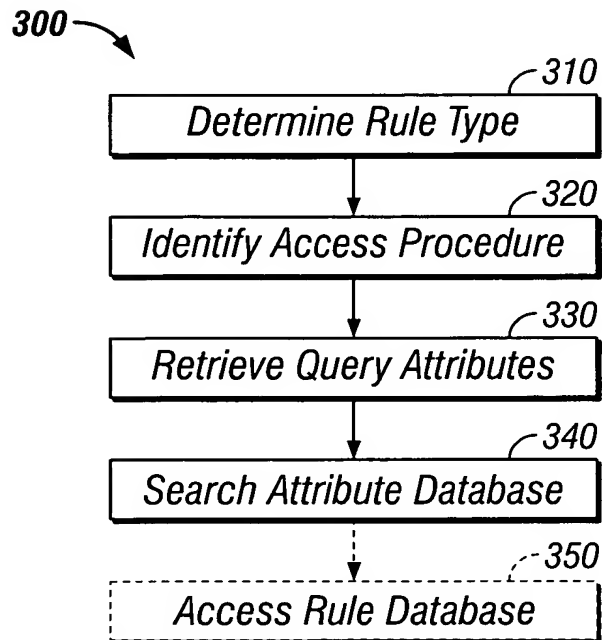 300
310
Determine Rule Type
320
Identify Access Procedure
330
Retrieve Query Attributes
340
Search Attribute Database
350
Access Rule Database